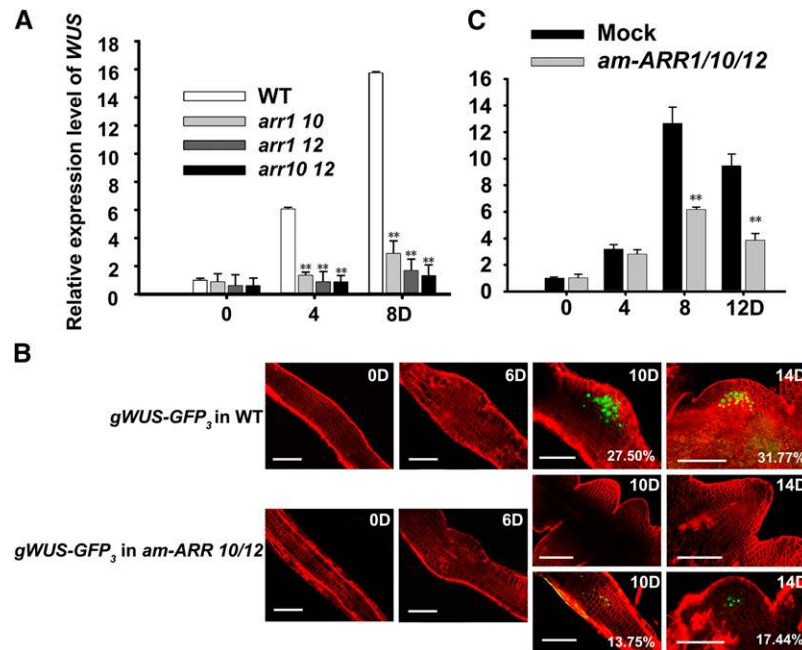 A
Relative expression level of WUS
18
16
14
12
10
8
6
4
2
0
WT
arr1 10
arr1 12
arr10 12
** ** **
** ** **
0 4 8D
C
Mock
am-ARR1/10/12
16
14
12
10
8
6
4
2
0
**
**
0 4 8 12D
B
gWUS-GFP3 in WT
0D
6D
10D
27.50%
14D
31.77%
gWUS-GFP3 in am-ARR 10/12
0D
6D
10D
14D
10D
13.75%
14D
17.44%